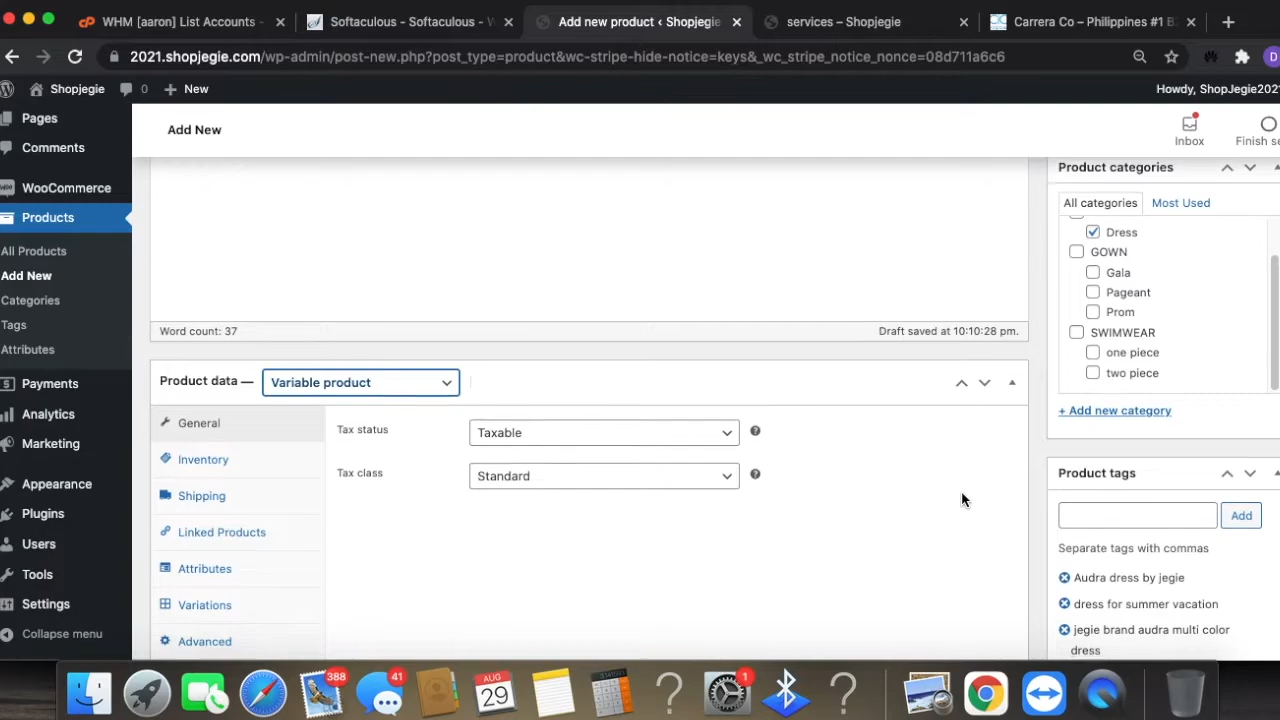 WHM [aaron] List Accounts -
Softaculous - Softaculous - W
Add new product ‹ Shopjegie
services – Shopjegie
Carrera Co – Philippines #1 B2
2021.shopjegie.com/wp-admin/post-new.php?post_type=product&wc-stripe-hide-notice=keys&_wc_stripe_notice_nonce=08d711a6c6
D
Shopjegie
0
New
Howdy, ShopJegie2021
Pages
Comments
WooCommerce
Products
All Products
Add New
Categories
Tags
Attributes
Payments
Analytics
Marketing
Appearance
Plugins
Users
Tools
Settings
Collapse menu
Add New
Inbox
Finish se
Word count: 37
Draft saved at 10:10:28 pm.
Product data —
Variable product
General
Inventory
Shipping
Linked Products
Attributes
Variations
Advanced
Tax status
Taxable
Tax class
Standard
Product categories
All categories
Most Used
Dress
GOWN
Gala
Pageant
Prom
SWIMWEAR
one piece
two piece
+ Add new category
Product tags
Add
Separate tags with commas
Audra dress by jegie
dress for summer vacation
jegie brand audra multi color
dress
388
41
AUG
29
1